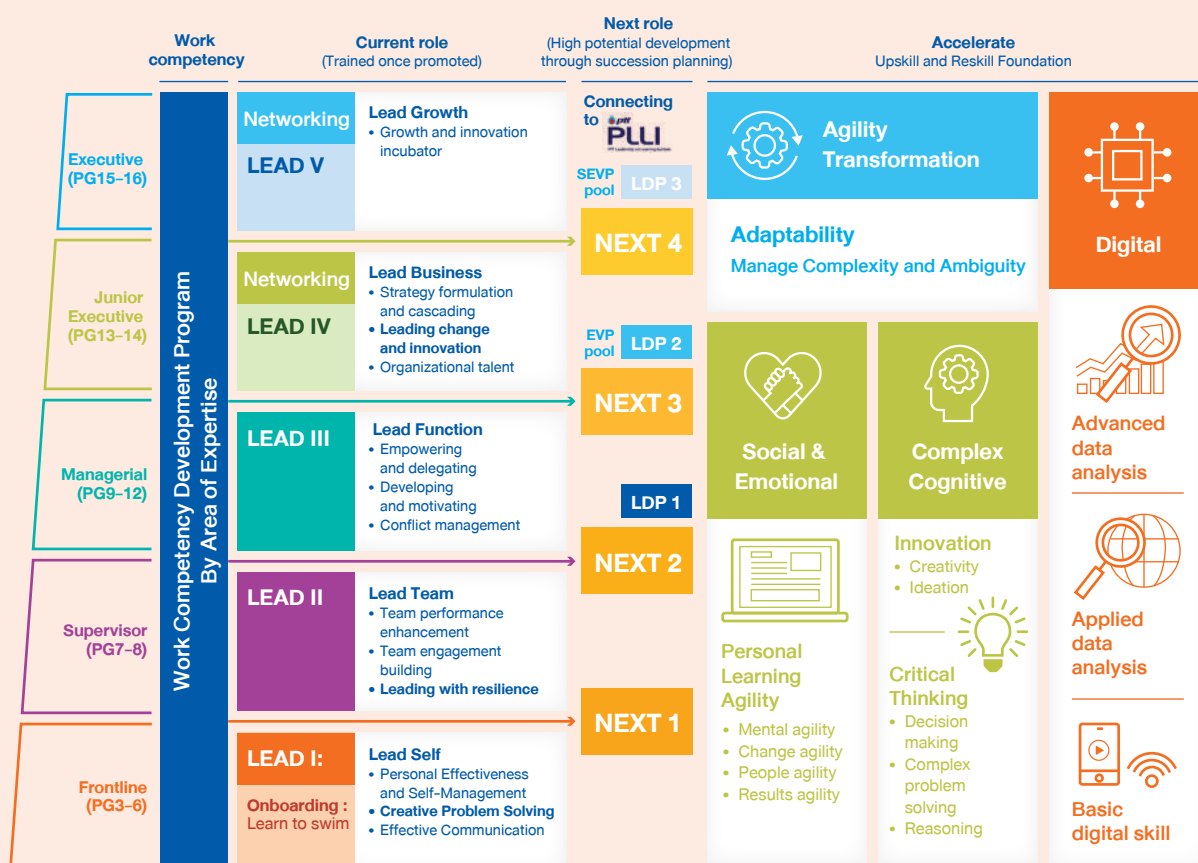 Work
competency
Current role
(Trained once promoted)
Next role
(High potential development
through succession planning)
Accelerate
Upskill and Reskill Foundation
Executive
(PG15–16)
Junior
Executive
(PG13–14)
Managerial
(PG9–12)
Supervisor
(PG7–8)
Frontline
(PG3–6)
Work Competency Development Program
By Area of Expertise
Networking
LEAD V
Lead Growth
• Growth and innovation
incubator
Networking
LEAD IV
Lead Business
• Strategy formulation
and cascading
• Leading change
and innovation
• Organizational talent
LEAD III
Lead Function
• Empowering
and delegating
• Developing
and motivating
• Conflict management
LEAD II
Lead Team
• Team performance
enhancement
• Team engagement
building
• Leading with resilience
LEAD I:
Onboarding :
Learn to swim
Lead Self
• Personal Effectiveness
and Self-Management
• Creative Problem Solving
• Effective Communication
Connecting
to
ptt
PLLI
SEVP
pool
LDP 3
NEXT 4
EVP
pool
LDP 2
NEXT 3
LDP 1
NEXT 2
NEXT 1
Agility
Transformation
Adaptability
Manage Complexity and Ambiguity
Social &
Emotional
Personal
Learning
Agility
• Mental agility
• Change agility
• People agility
• Results agility
Complex
Cognitive
Innovation
• Creativity
• Ideation
Critical
Thinking
• Decision
making
• Complex
problem
solving
• Reasoning
Digital
Advanced
data
analysis
Applied
data
analysis
Basic
digital skill